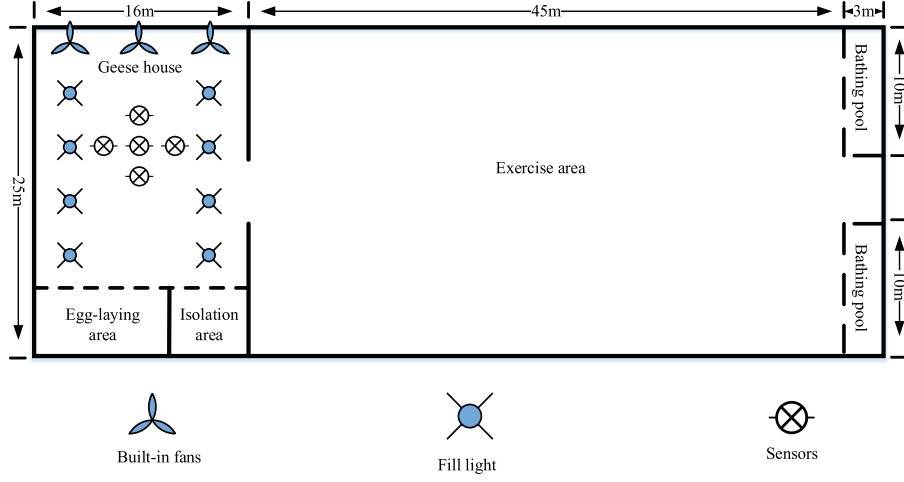 16m
45m
3m
Geese house
Bathing pool
10m
25m
Exercise area
Bathing pool
10m
Egg-laying
area
Isolation
area
Built-in fans
Fill light
Sensors